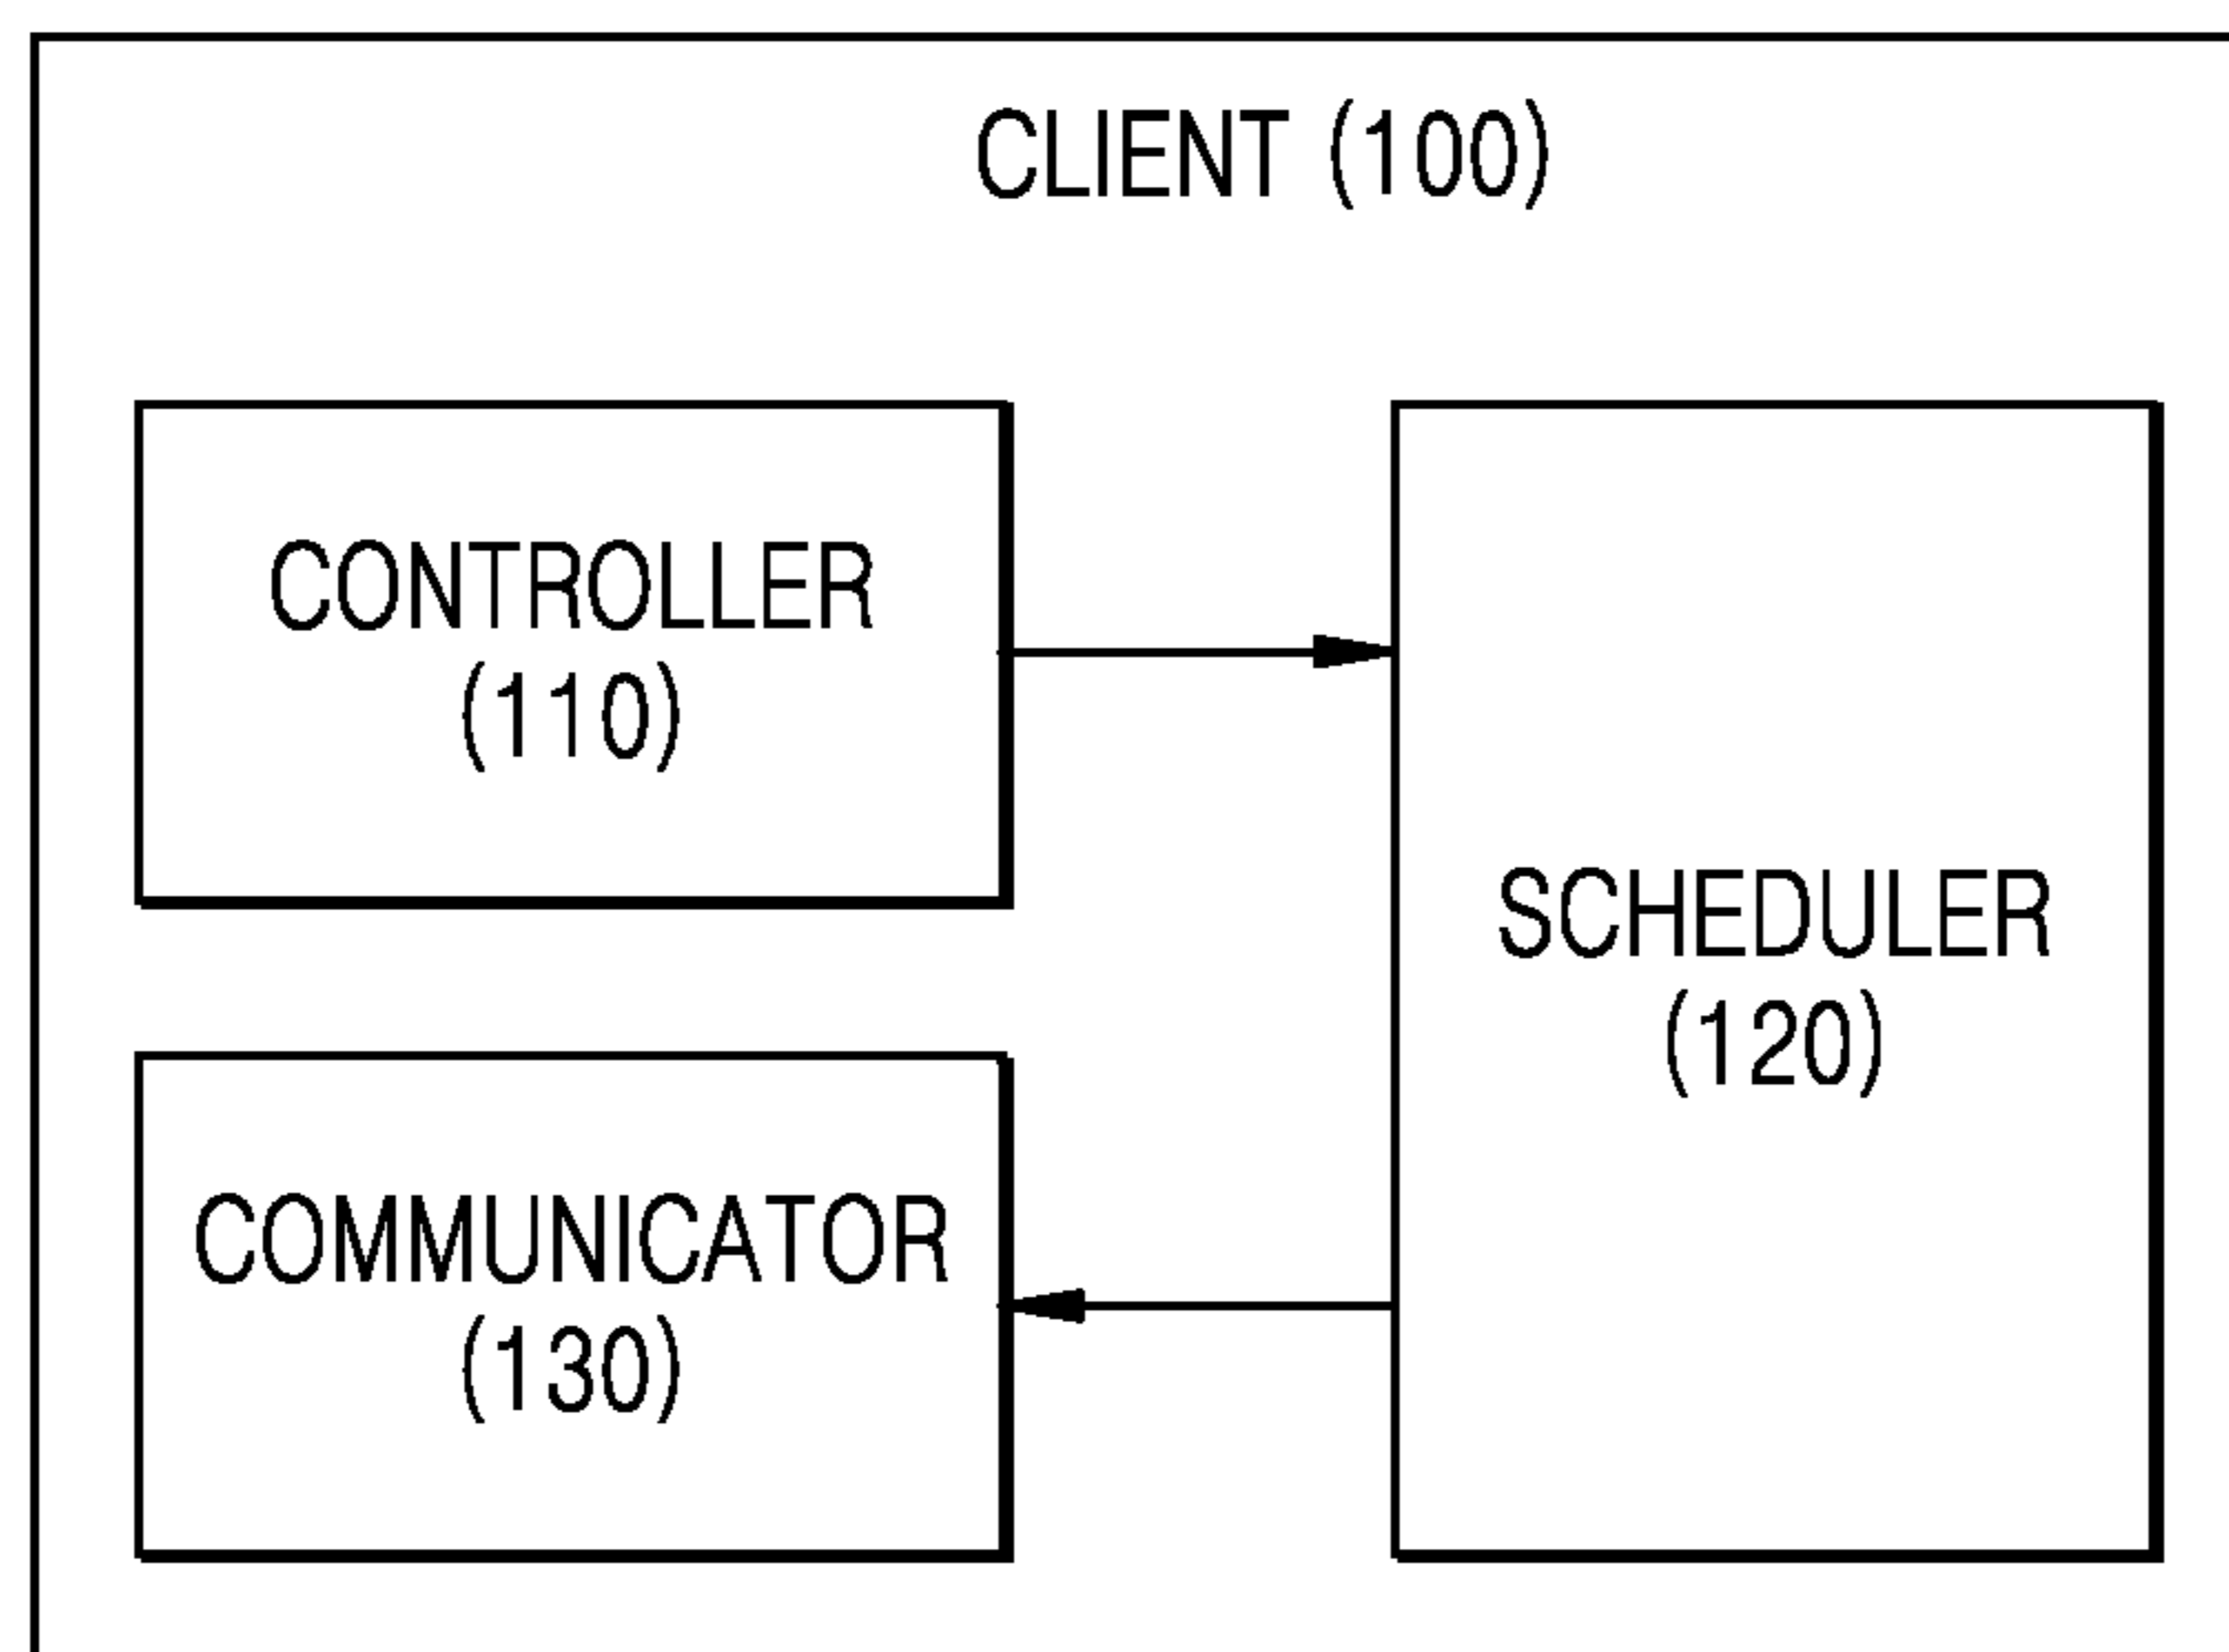 CLIENT (100)
CONTROLLER
(110)
SCHEDULER
(120)
COMMUNICATOR
(130)